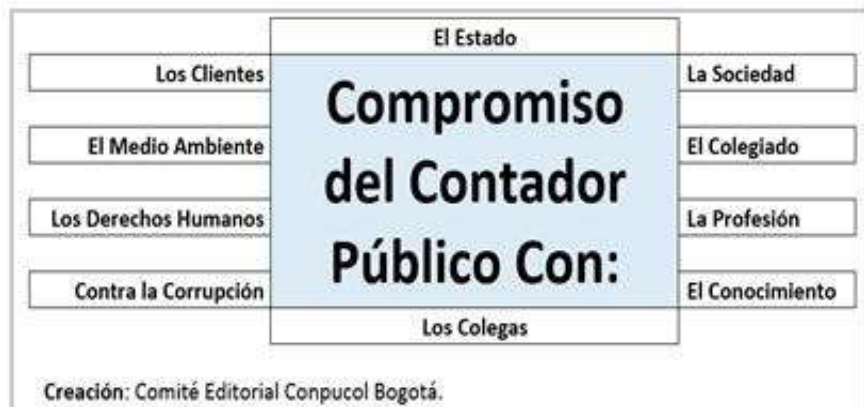 El Estado
Los Clientes
El Medio Ambiente
Los Derechos Humanos
Contra la Corrupción
Compromiso
del Contador
Público Con:
La Sociedad
El Colegiado
La Profesión
El Conocimiento
Los Colegas
Creación: Comité Editorial Conpucol Bogotá.